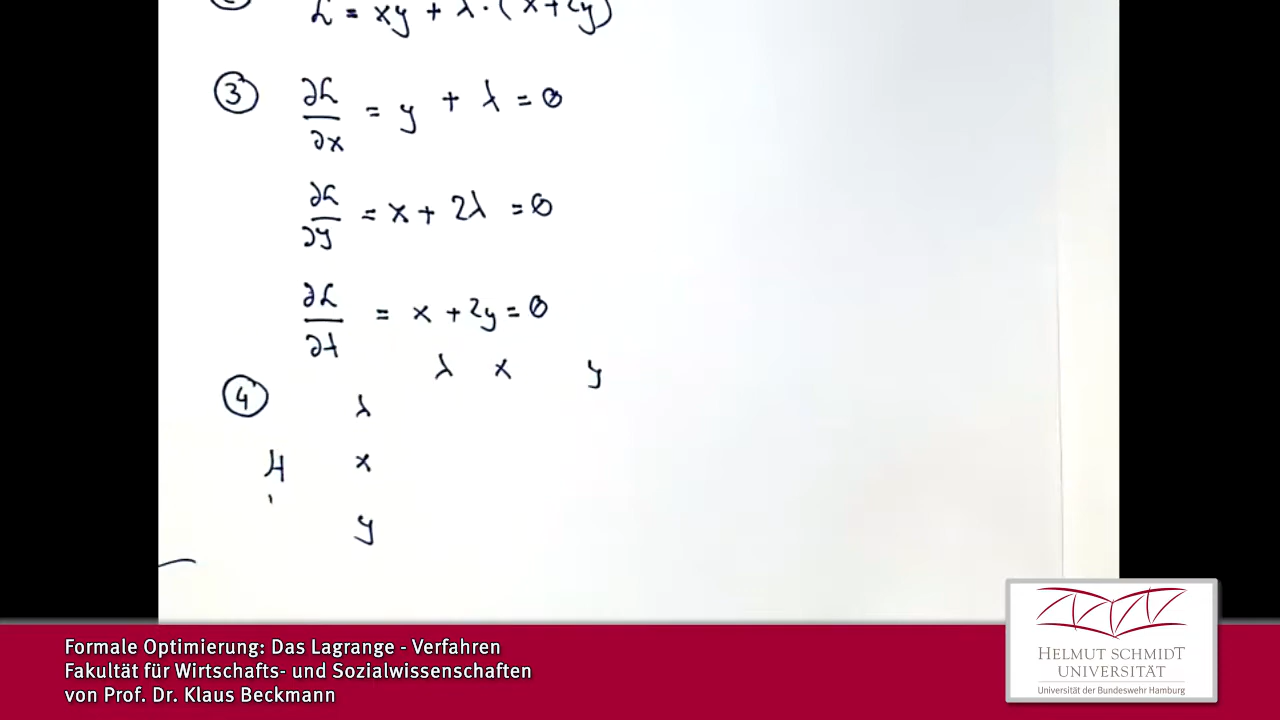 ②
ℒ = xy + λ · (x+2y)
③ ∂ℒ/∂x = y + λ = 0
∂ℒ/∂y = x + 2λ = 0
∂ℒ/∂λ = x + 2y = 0
λ x y
④ λ
H x
y
Formale Optimierung: Das Lagrange - Verfahren
Fakultät für Wirtschafts- und Sozialwissenschaften
von Prof. Dr. Klaus Beckmann
HELMUT SCHMIDT
UNIVERSITÄT
Universität der Bundeswehr Hamburg